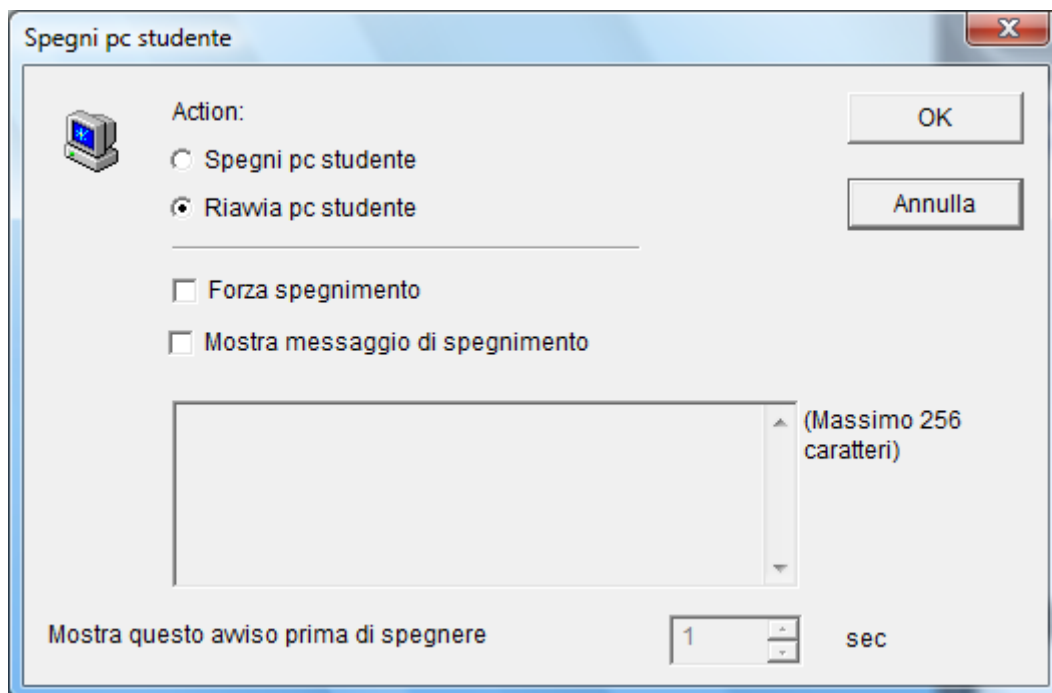 Spegni pc studente
Action:
OK
Spegni pc studente
Annulla
Riavvia pc studente
Forza spegnimento
Mostra messaggio di spegnimento
(Massimo 256
caratteri)
Mostra questo avviso prima di spegnere 1 sec